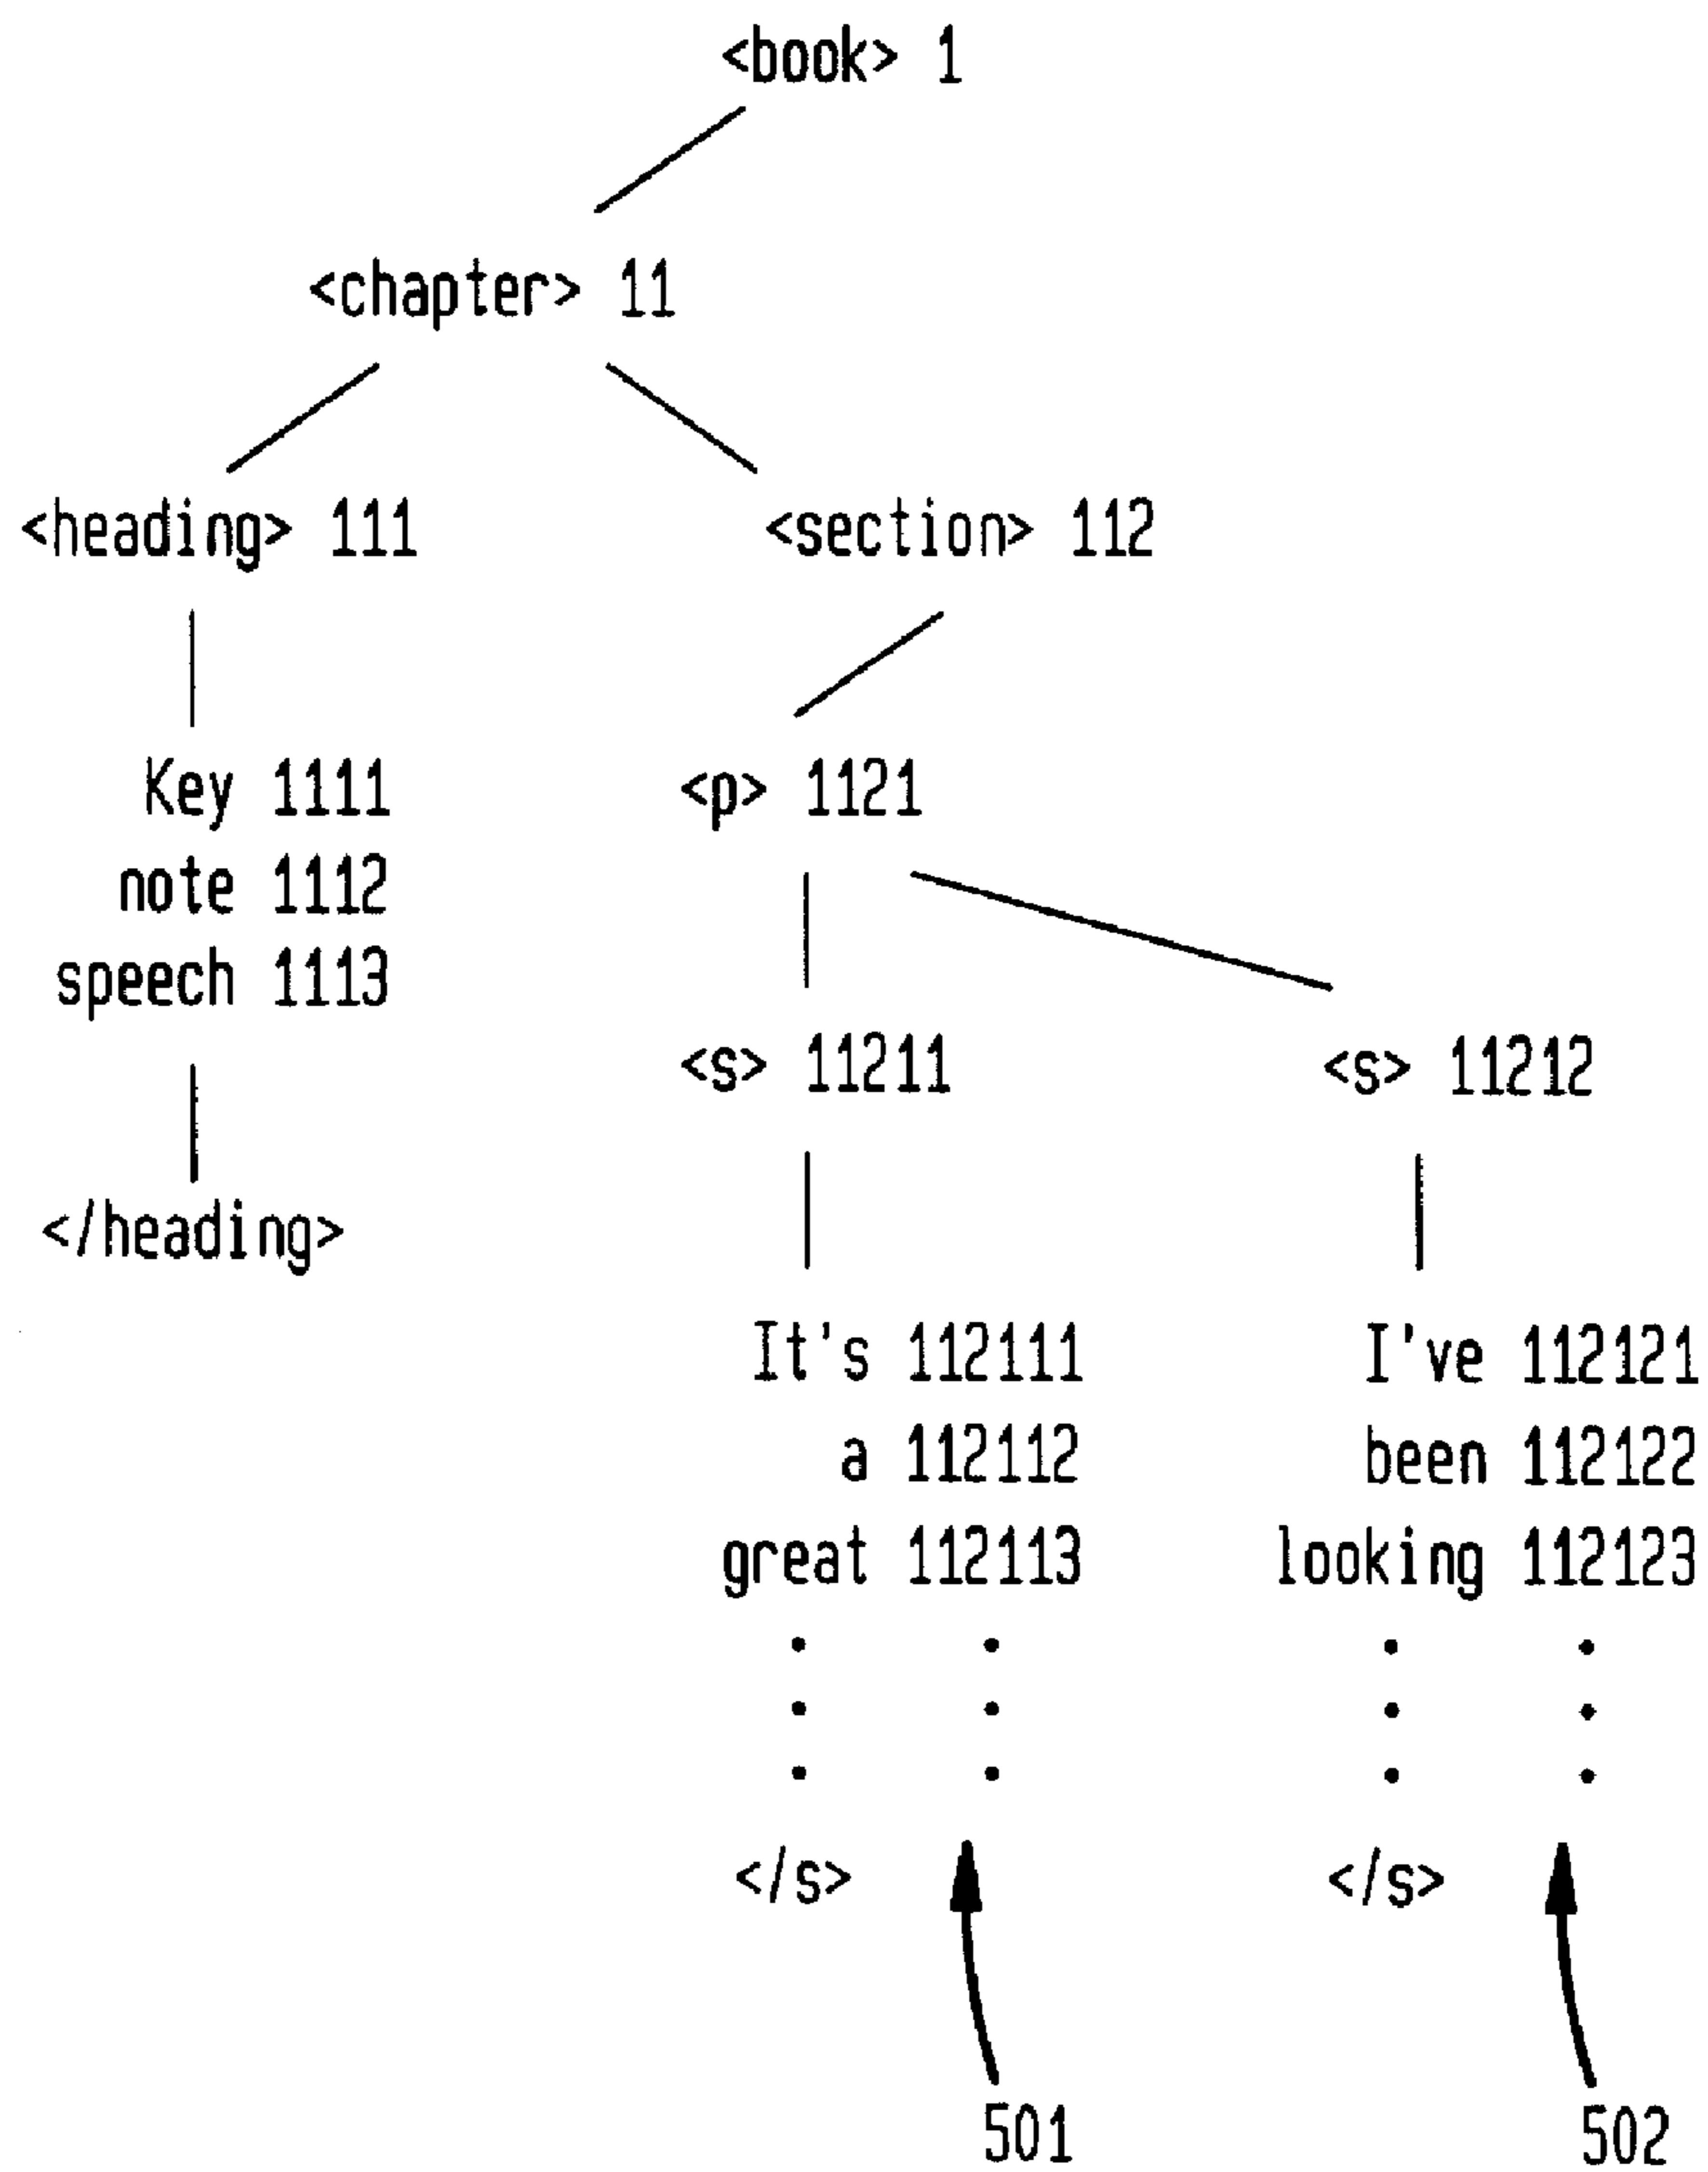 <book> 1
<chapter> 11
<heading> 111 <section> 112
Key 1111 <p> 1121
note 1112
speech 1113
<s> 11211 <s> 11212
</heading>
It's 112111 I've 112121
a 112112 been 112122
great 112113 looking 112123
</s> </s>
501 502